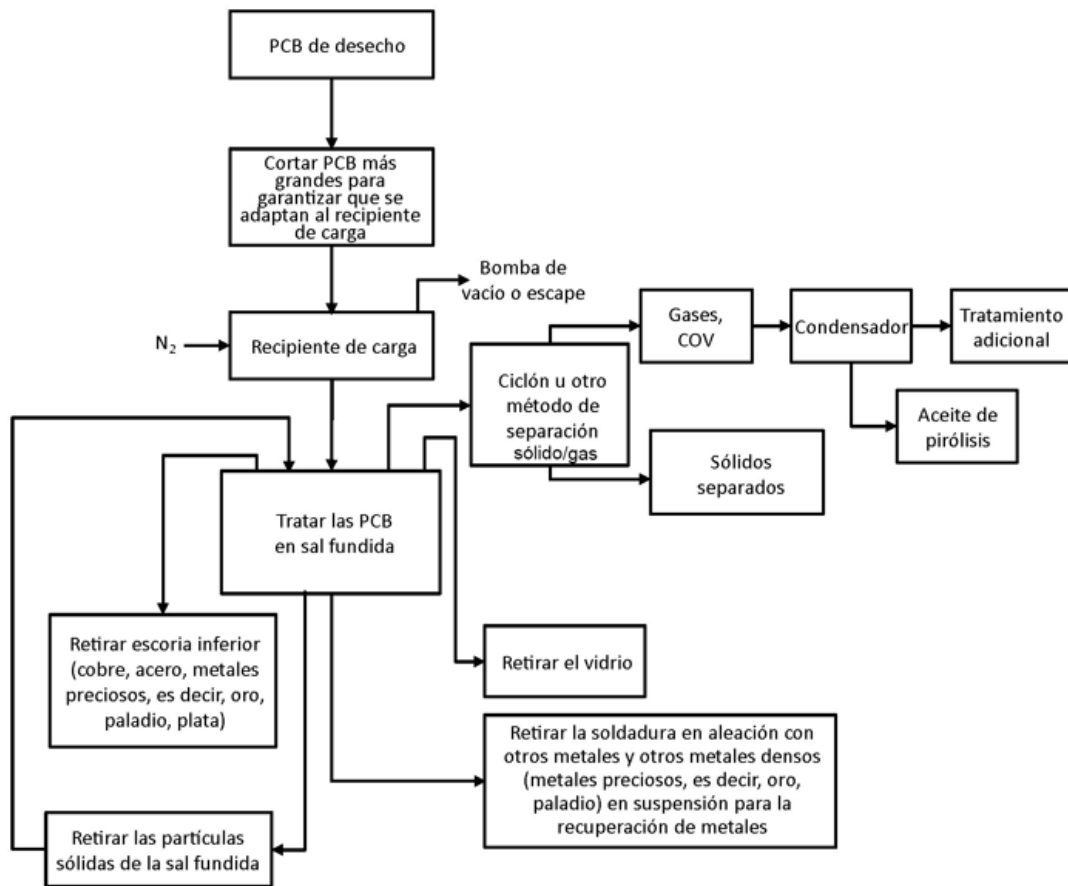 PCB de desecho
Cortar PCB más
grandes para
garantizar que se
adaptan al recipiente
de carga
Bomba de
vacío o escape
N₂
Recipiente de carga
Gases,
COV
Condensador
Tratamiento
adicional
Ciclón u otro
método de
separación
sólido/gas
Aceite de
pirólisis
Sólidos
separados
Tratar las PCB
en sal fundida
Retirar escoria inferior
(cobre, acero, metales
preciosos, es decir, oro,
paladio, plata)
Retirar el vidrio
Retirar la soldadura en aleación con
otros metales y otros metales densos
(metales preciosos, es decir, oro,
paladio) en suspensión para la
recuperación de metales
Retirar las partículas
sólidas de la sal fundida